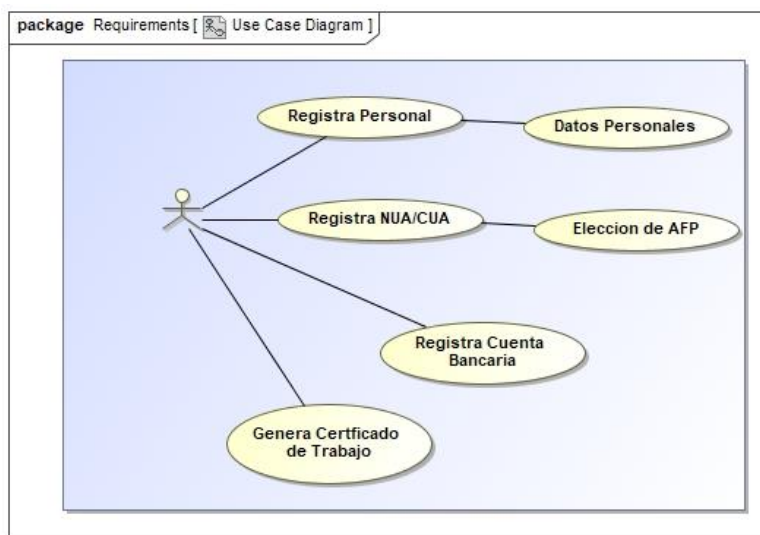 package Requirements [ Use Case Diagram ]
Registra Personal
Datos Personales
Registra NUA/CUA
Eleccion de AFP
Registra Cuenta
Bancaria
Genera Certficado
de Trabajo